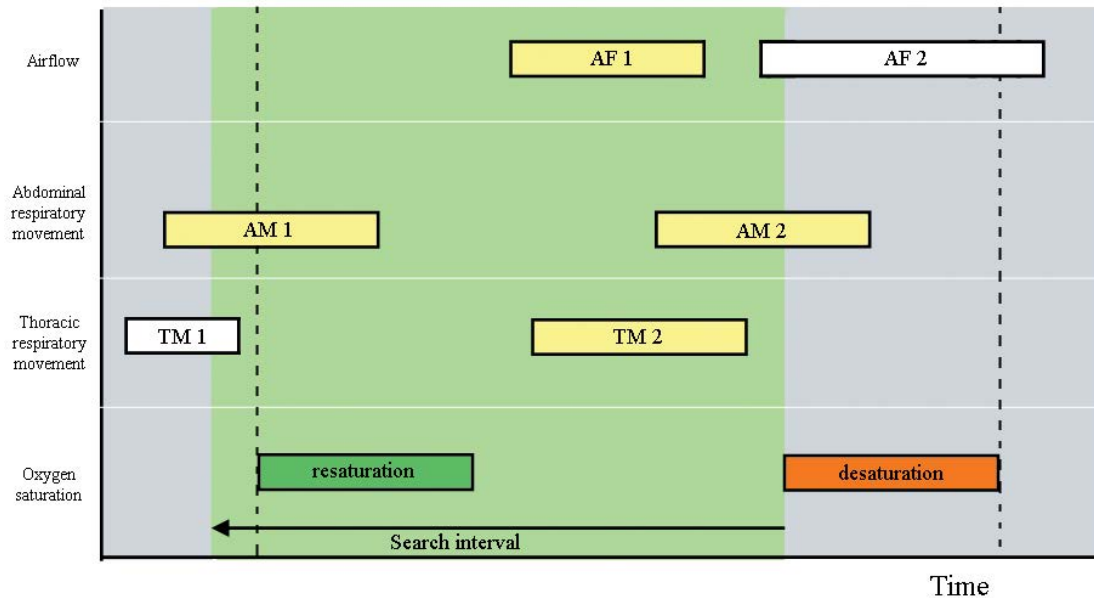 Airflow
AF 1
AF 2
Abdominal
respiratory
movement
AM 1
AM 2
Thoracic
respiratory
movement
TM 1
TM 2
Oxygen
saturation
resaturation
desaturation
Search interval
Time